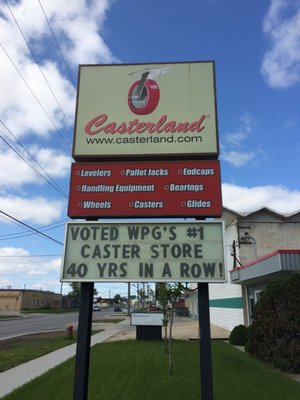 Casterland
www.casterland.com
• Levelers • Pallet Jacks • Endcaps
• Handling Equipment • Bearings
• Wheels • Casters • Glides
VOTED WPG'S #1
CASTER STORE
40 YRS IN A ROW!